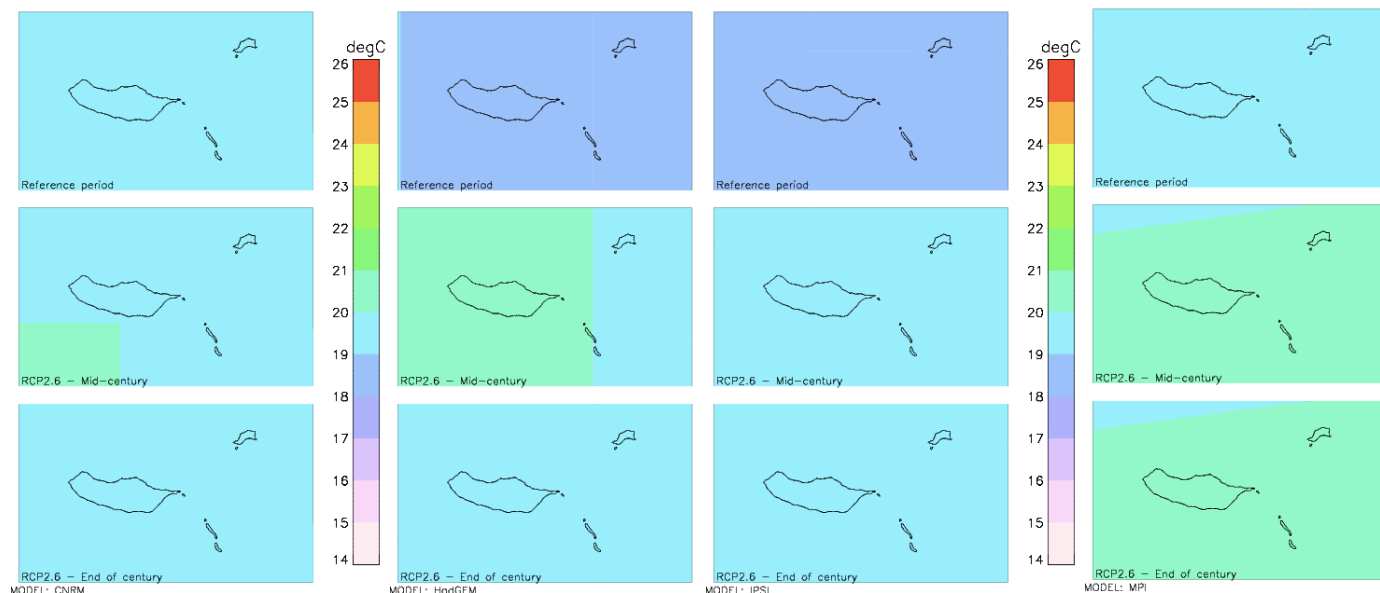 Reference period
RCP2.6 – Mid-century
RCP2.6 – End of century
MODEL: CNRM
degC
26
25
24
23
22
21
20
19
18
17
16
15
14
Reference period
RCP2.6 – Mid-century
RCP2.6 – End of century
MODEL: HadGEM
Reference period
RCP2.6 – Mid-century
RCP2.6 – End of century
MODEL: IPSL
degC
26
25
24
23
22
21
20
19
18
17
16
15
14
Reference period
RCP2.6 – Mid-century
RCP2.6 – End of century
MODEL: MPI